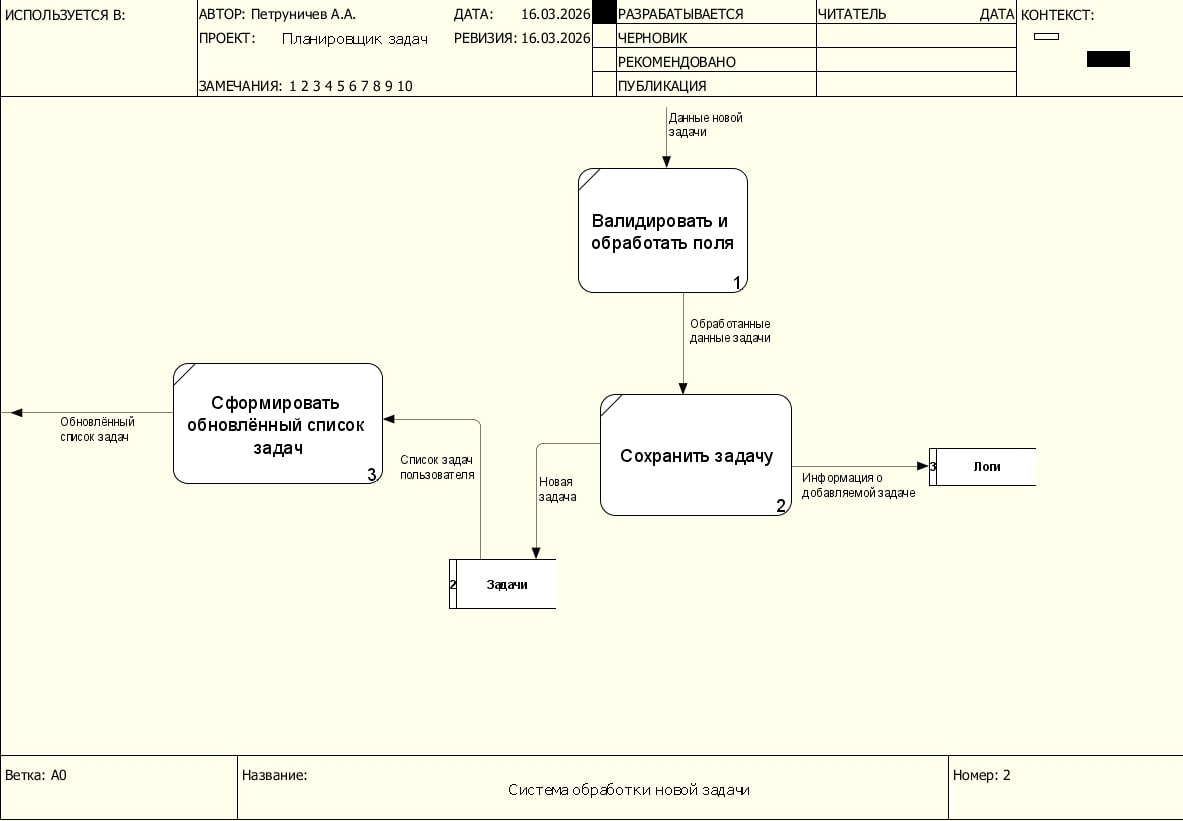 ИСПОЛЬЗУЕТСЯ В:
АВТОР: Петруничев А.А.
ДАТА: 16.03.2026
РАЗРАБАТЫВАЕТСЯ
ЧИТАТЕЛЬ
ДАТА
КОНТЕКСТ:
ПРОЕКТ: Планировщик задач
РЕВИЗИЯ: 16.03.2026
ЧЕРНОВИК
РЕКОМЕНДОВАНО
ЗАМЕЧАНИЯ: 1 2 3 4 5 6 7 8 9 10
ПУБЛИКАЦИЯ
Данные новой
задачи
Валидировать и
обработать поля
1
Обработанные
данные задачи
Сформировать
обновлённый список
задач
3
Обновлённый
список задач
Список задач
пользователя
Новая
задача
Сохранить задачу
2
Информация о
добавляемой задаче
3
Логи
2
Задачи
Ветка: A0
Название:
Система обработки новой задачи
Номер: 2